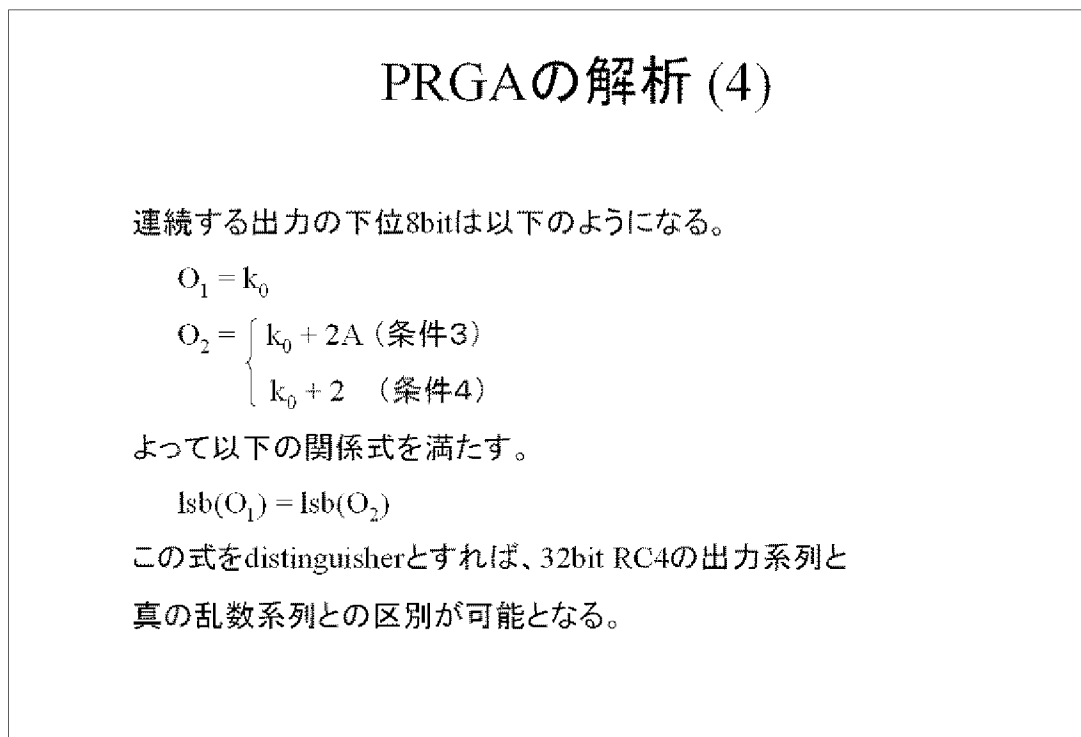 PRGAの解析 (4)
連続する出力の下位8bitは以下のようになる。
O₁ = k₀
O₂ = { k₀ + 2A （条件３）
k₀ + 2 （条件４）
よって以下の関係式を満たす。
lsb(O₁) = lsb(O₂)
この式をdistinguisherとすれば、32bit RC4の出力系列と
真の乱数系列との区別が可能となる。